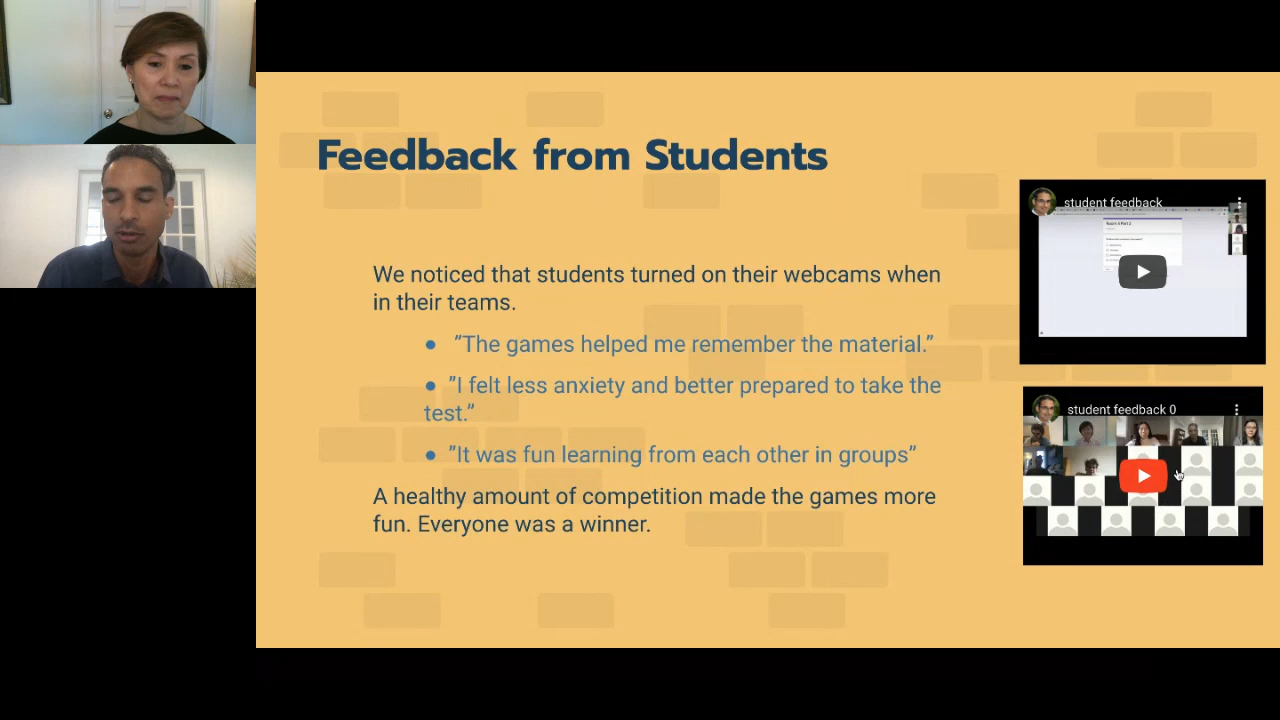 Feedback from Students
We noticed that students turned on their webcams when
in their teams.
● ”The games helped me remember the material.”
● ”I felt less anxiety and better prepared to take the
test.”
● ”It was fun learning from each other in groups”
A healthy amount of competition made the games more
fun. Everyone was a winner.
student feedback
student feedback 0